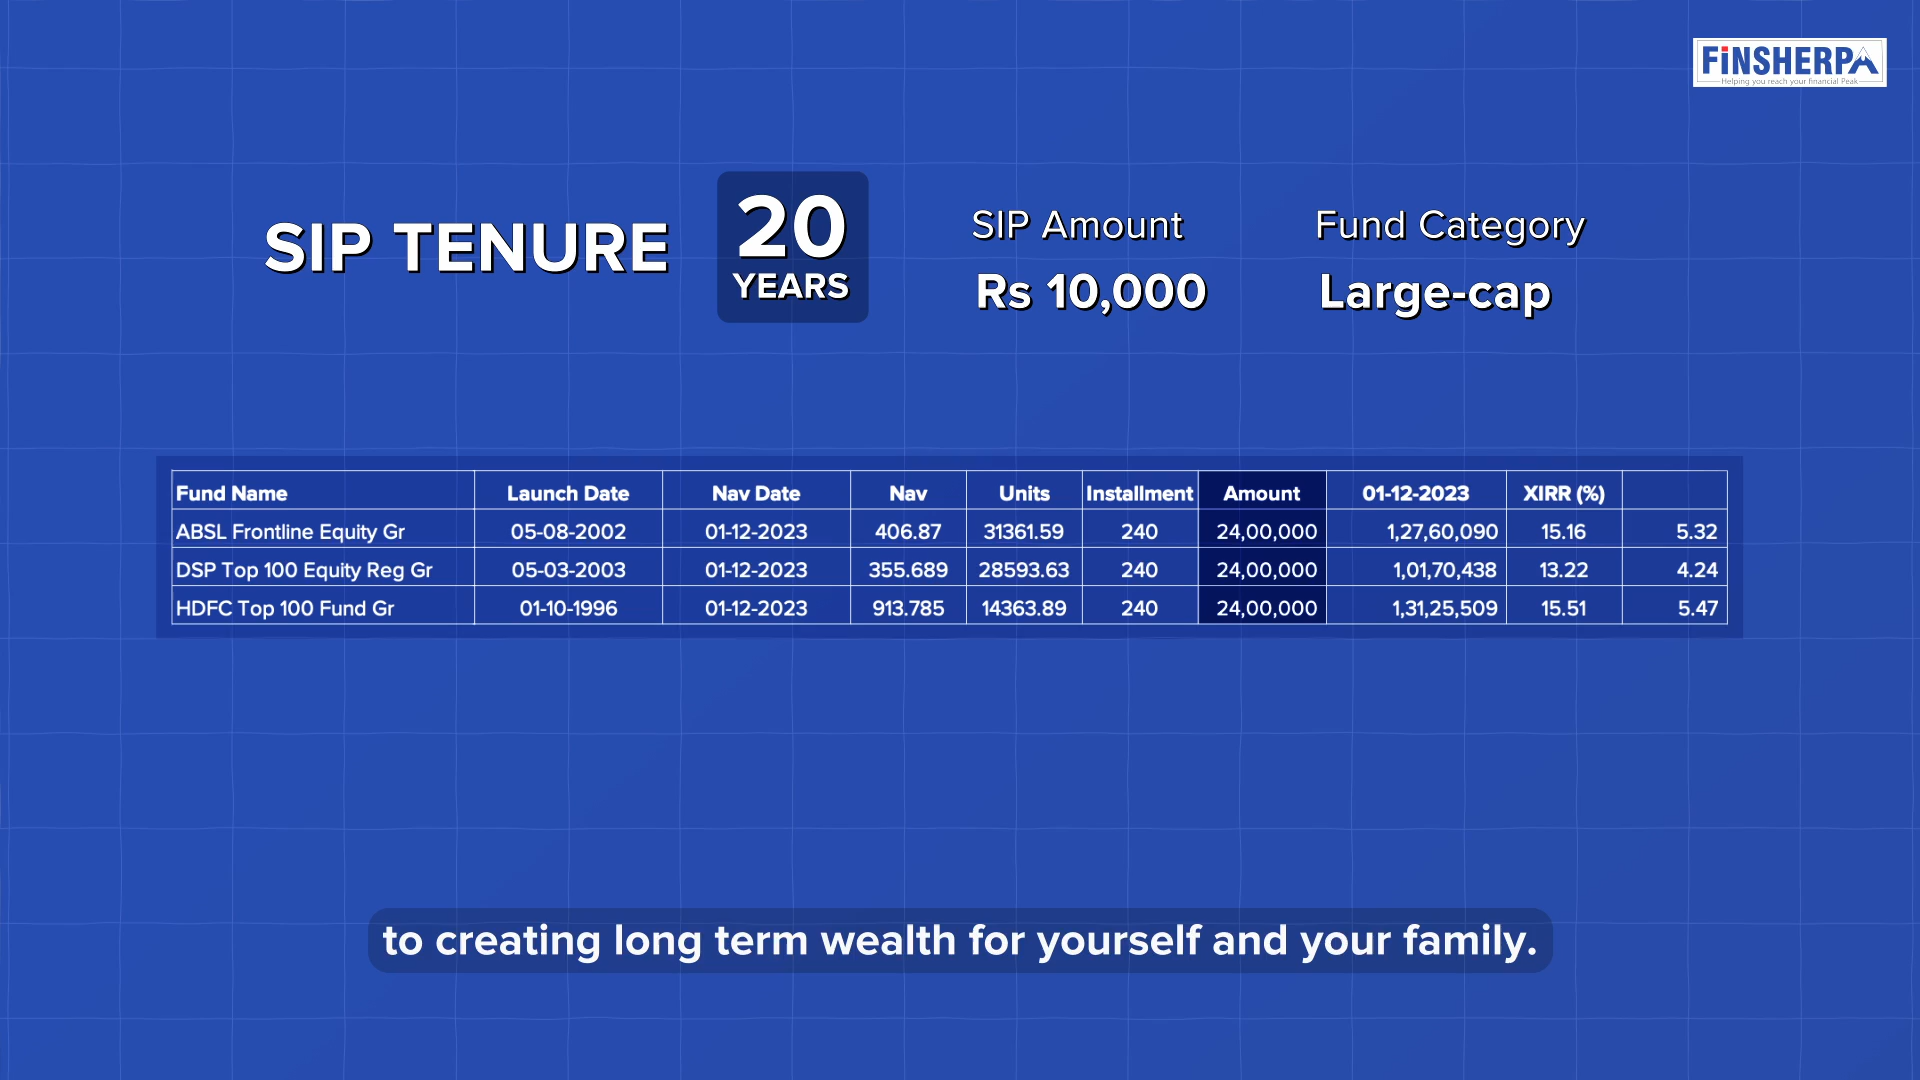 FiNSHERPA
Helping you reach your financial Peak
SIP TENURE
20
YEARS
SIP Amount
Rs 10,000
Fund Category
Large-cap
Fund Name Launch Date Nav Date Nav Units Installment Amount 01-12-2023 XIRR (%)
ABSL Frontline Equity Gr 05-08-2002 01-12-2023 406.87 31361.59 240 24,00,000 1,27,60,090 15.16 5.32
DSP Top 100 Equity Reg Gr 05-03-2003 01-12-2023 355.689 28593.63 240 24,00,000 1,01,70,438 13.22 4.24
HDFC Top 100 Fund Gr 01-10-1996 01-12-2023 913.785 14363.89 240 24,00,000 1,31,25,509 15.51 5.47
to creating long term wealth for yourself and your family.